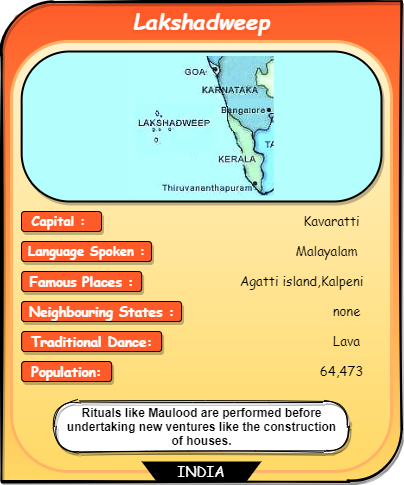 Lakshadweep
GOA
KARNATAKA
Bangalore
LAKSHADWEEP
TA
KERALA
Thiruvananthapuram
Capital : Kavaratti
Language Spoken : Malayalam
Famous Places : Agatti island,Kalpeni
Neighbouring States : none
Traditional Dance: Lava
Population: 64,473
Rituals like Maulood are performed before
undertaking new ventures like the construction
of houses.
INDIA